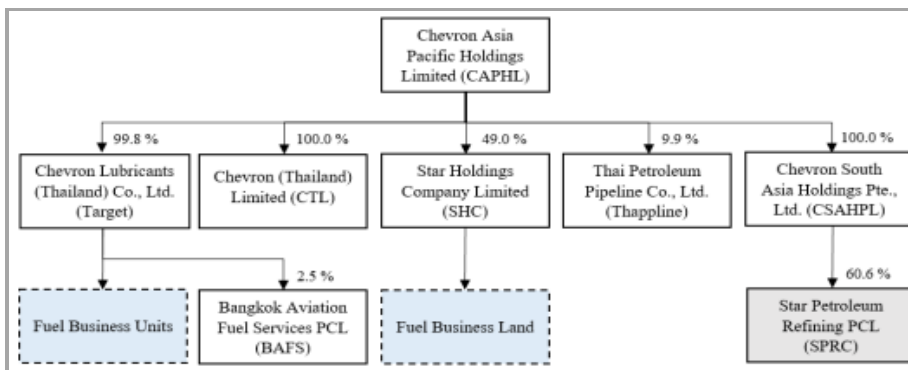 Chevron Asia
Pacific Holdings
Limited (CAPHL)
99.8 %
100.0 %
49.0 %
9.9 %
100.0 %
Chevron Lubricants
(Thailand) Co., Ltd.
(Target)
Chevron (Thailand)
Limited (CTL)
Star Holdings
Company Limited
(SHC)
Thai Petroleum
Pipeline Co., Ltd.
(Thappline)
Chevron South
Asia Holdings Pte.,
Ltd. (CSAHPL)
2.5 %
60.6 %
Fuel Business Units
Bangkok Aviation
Fuel Services PCL
(BAFS)
Fuel Business Land
Star Petroleum
Refining PCL
(SPRC)